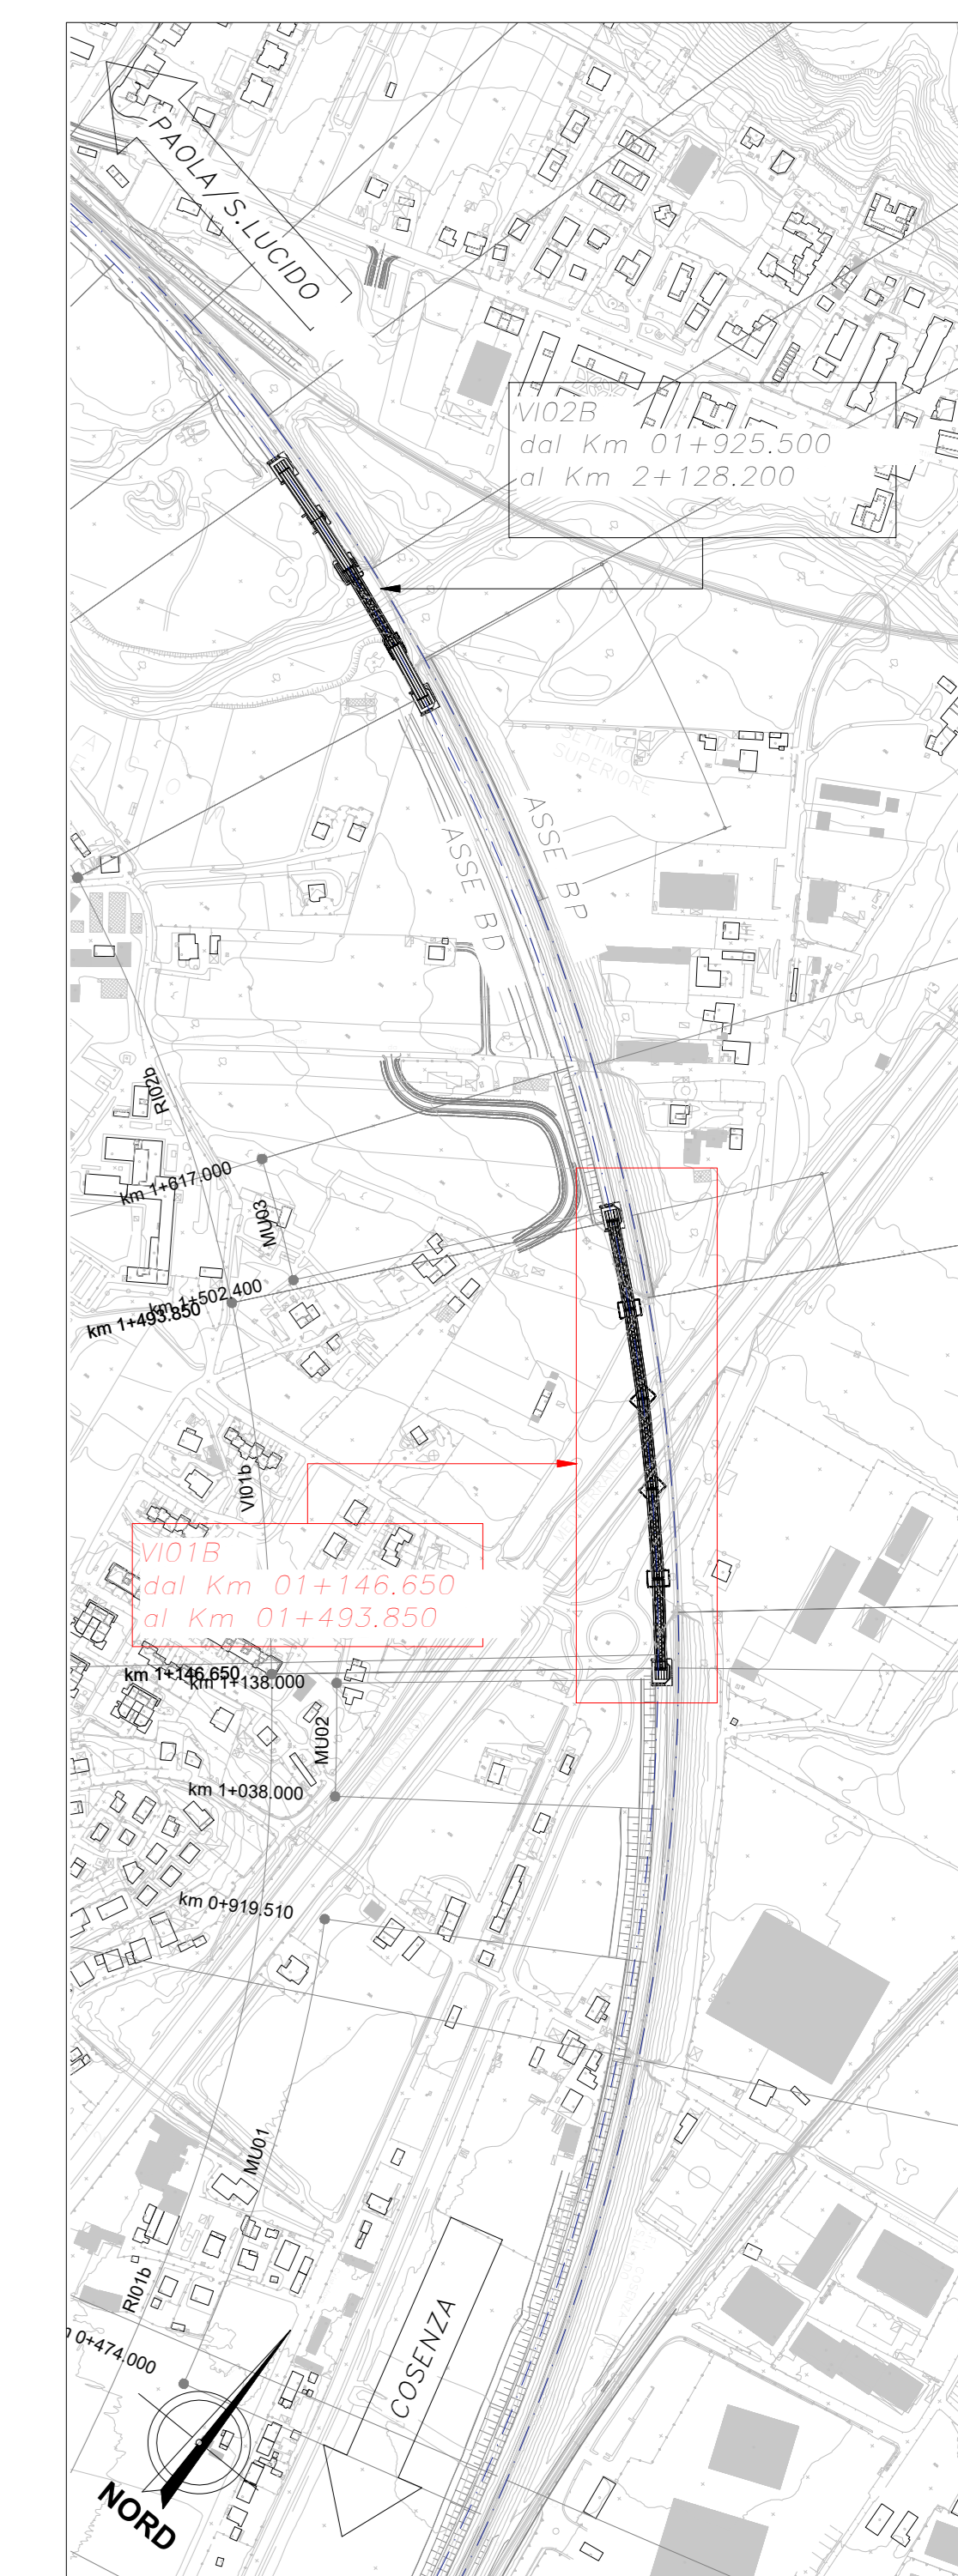 PAOLA/S.LUCIDO
VI02B
dal Km 01+925.500
al Km 2+128.200
SETTIMO
SUPERIORE
ASSE BP
ASSE BD
RI02b
km 1+617.000
MU03
km 1+502.400
km 1+493.850
VI01b
VI01B
dal Km 01+146.650
al Km 01+493.850
km 1+146.650
km 1+138.000
MU02
km 1+038.000
km 0+919.510
MU01
RI01b
0+474.000
COSENZA
NORD